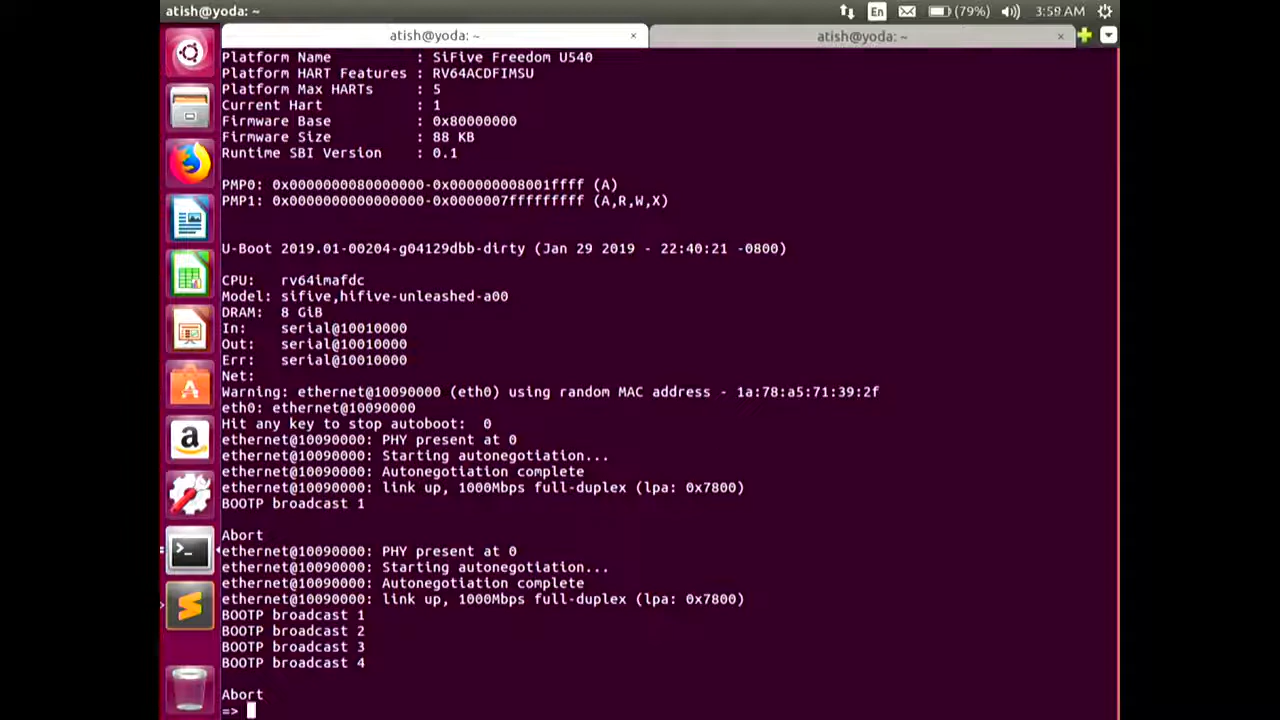 atish@yoda: ~
En
(79%)
3:59 AM
atish@yoda: ~ ×
atish@yoda: ~ ×
Platform Name : SiFive Freedom U540
Platform HART Features : RV64ACDFIMSU
Platform Max HARTs : 5
Current Hart : 1
Firmware Base : 0x80000000
Firmware Size : 88 KB
Runtime SBI Version : 0.1
PMP0: 0x0000000080000000-0x000000008001ffff (A)
PMP1: 0x0000000000000000-0x0000007fffffffff (A,R,W,X)
U-Boot 2019.01-00204-g04129dbb-dirty (Jan 29 2019 - 22:40:21 -0800)
CPU: rv64imafdc
Model: sifive,hifive-unleashed-a00
DRAM: 8 GiB
In: serial@10010000
Out: serial@10010000
Err: serial@10010000
Net:
Warning: ethernet@10090000 (eth0) using random MAC address - 1a:78:a5:71:39:2f
eth0: ethernet@10090000
Hit any key to stop autoboot: 0
ethernet@10090000: PHY present at 0
ethernet@10090000: Starting autonegotiation...
ethernet@10090000: Autonegotiation complete
ethernet@10090000: link up, 1000Mbps full-duplex (lpa: 0x7800)
BOOTP broadcast 1
Abort
ethernet@10090000: PHY present at 0
ethernet@10090000: Starting autonegotiation...
ethernet@10090000: Autonegotiation complete
ethernet@10090000: link up, 1000Mbps full-duplex (lpa: 0x7800)
BOOTP broadcast 1
BOOTP broadcast 2
BOOTP broadcast 3
BOOTP broadcast 4
Abort
=>